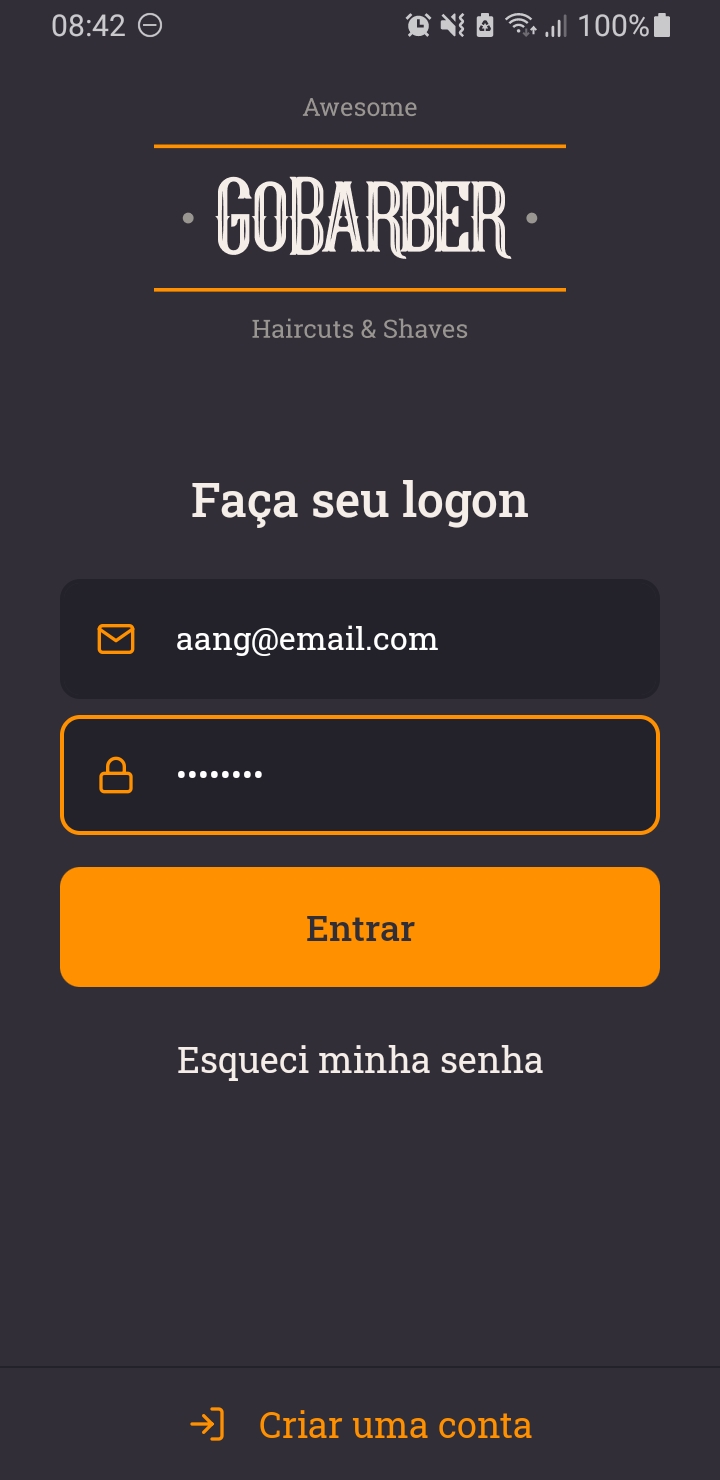 08:42 100%
Awesome
GOBARBER
Haircuts & Shaves
Faça seu logon
aang@email.com
••••••••
Entrar
Esqueci minha senha
Criar uma conta